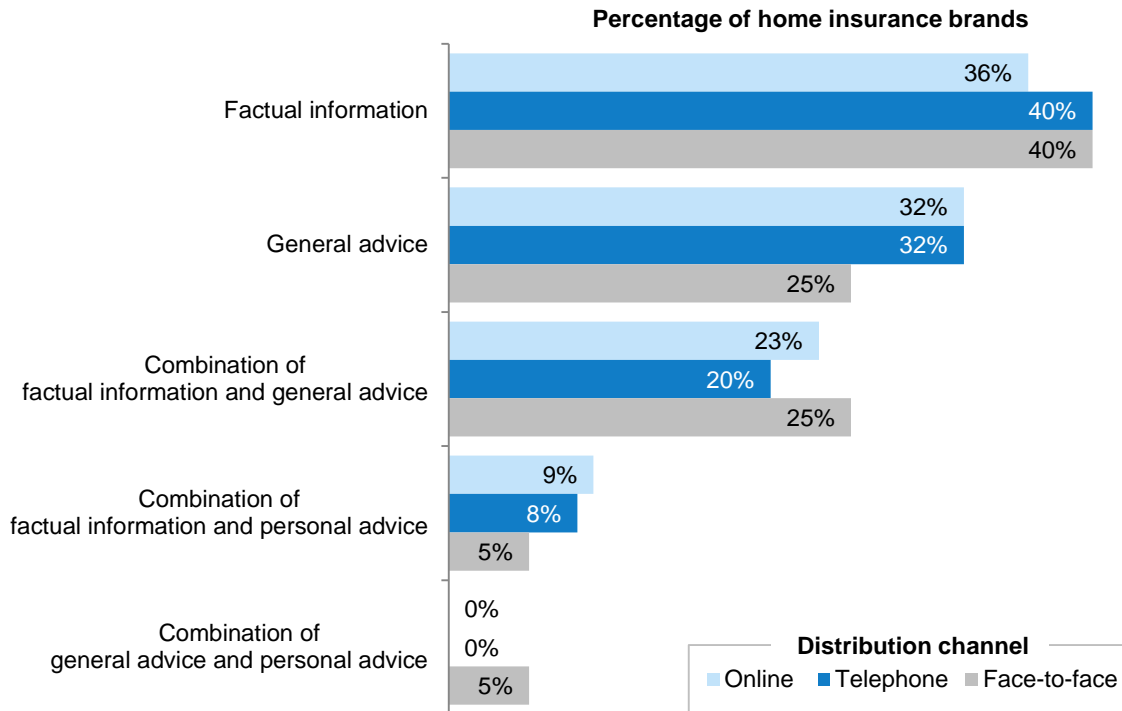 Percentage of home insurance brands
Factual information
36%
40%
40%
General advice
32%
32%
25%
Combination of
factual information and general advice
23%
20%
25%
Combination of
factual information and personal advice
9%
8%
5%
Combination of
general advice and personal advice
0%
0%
5%
Distribution channel
Online Telephone Face-to-face